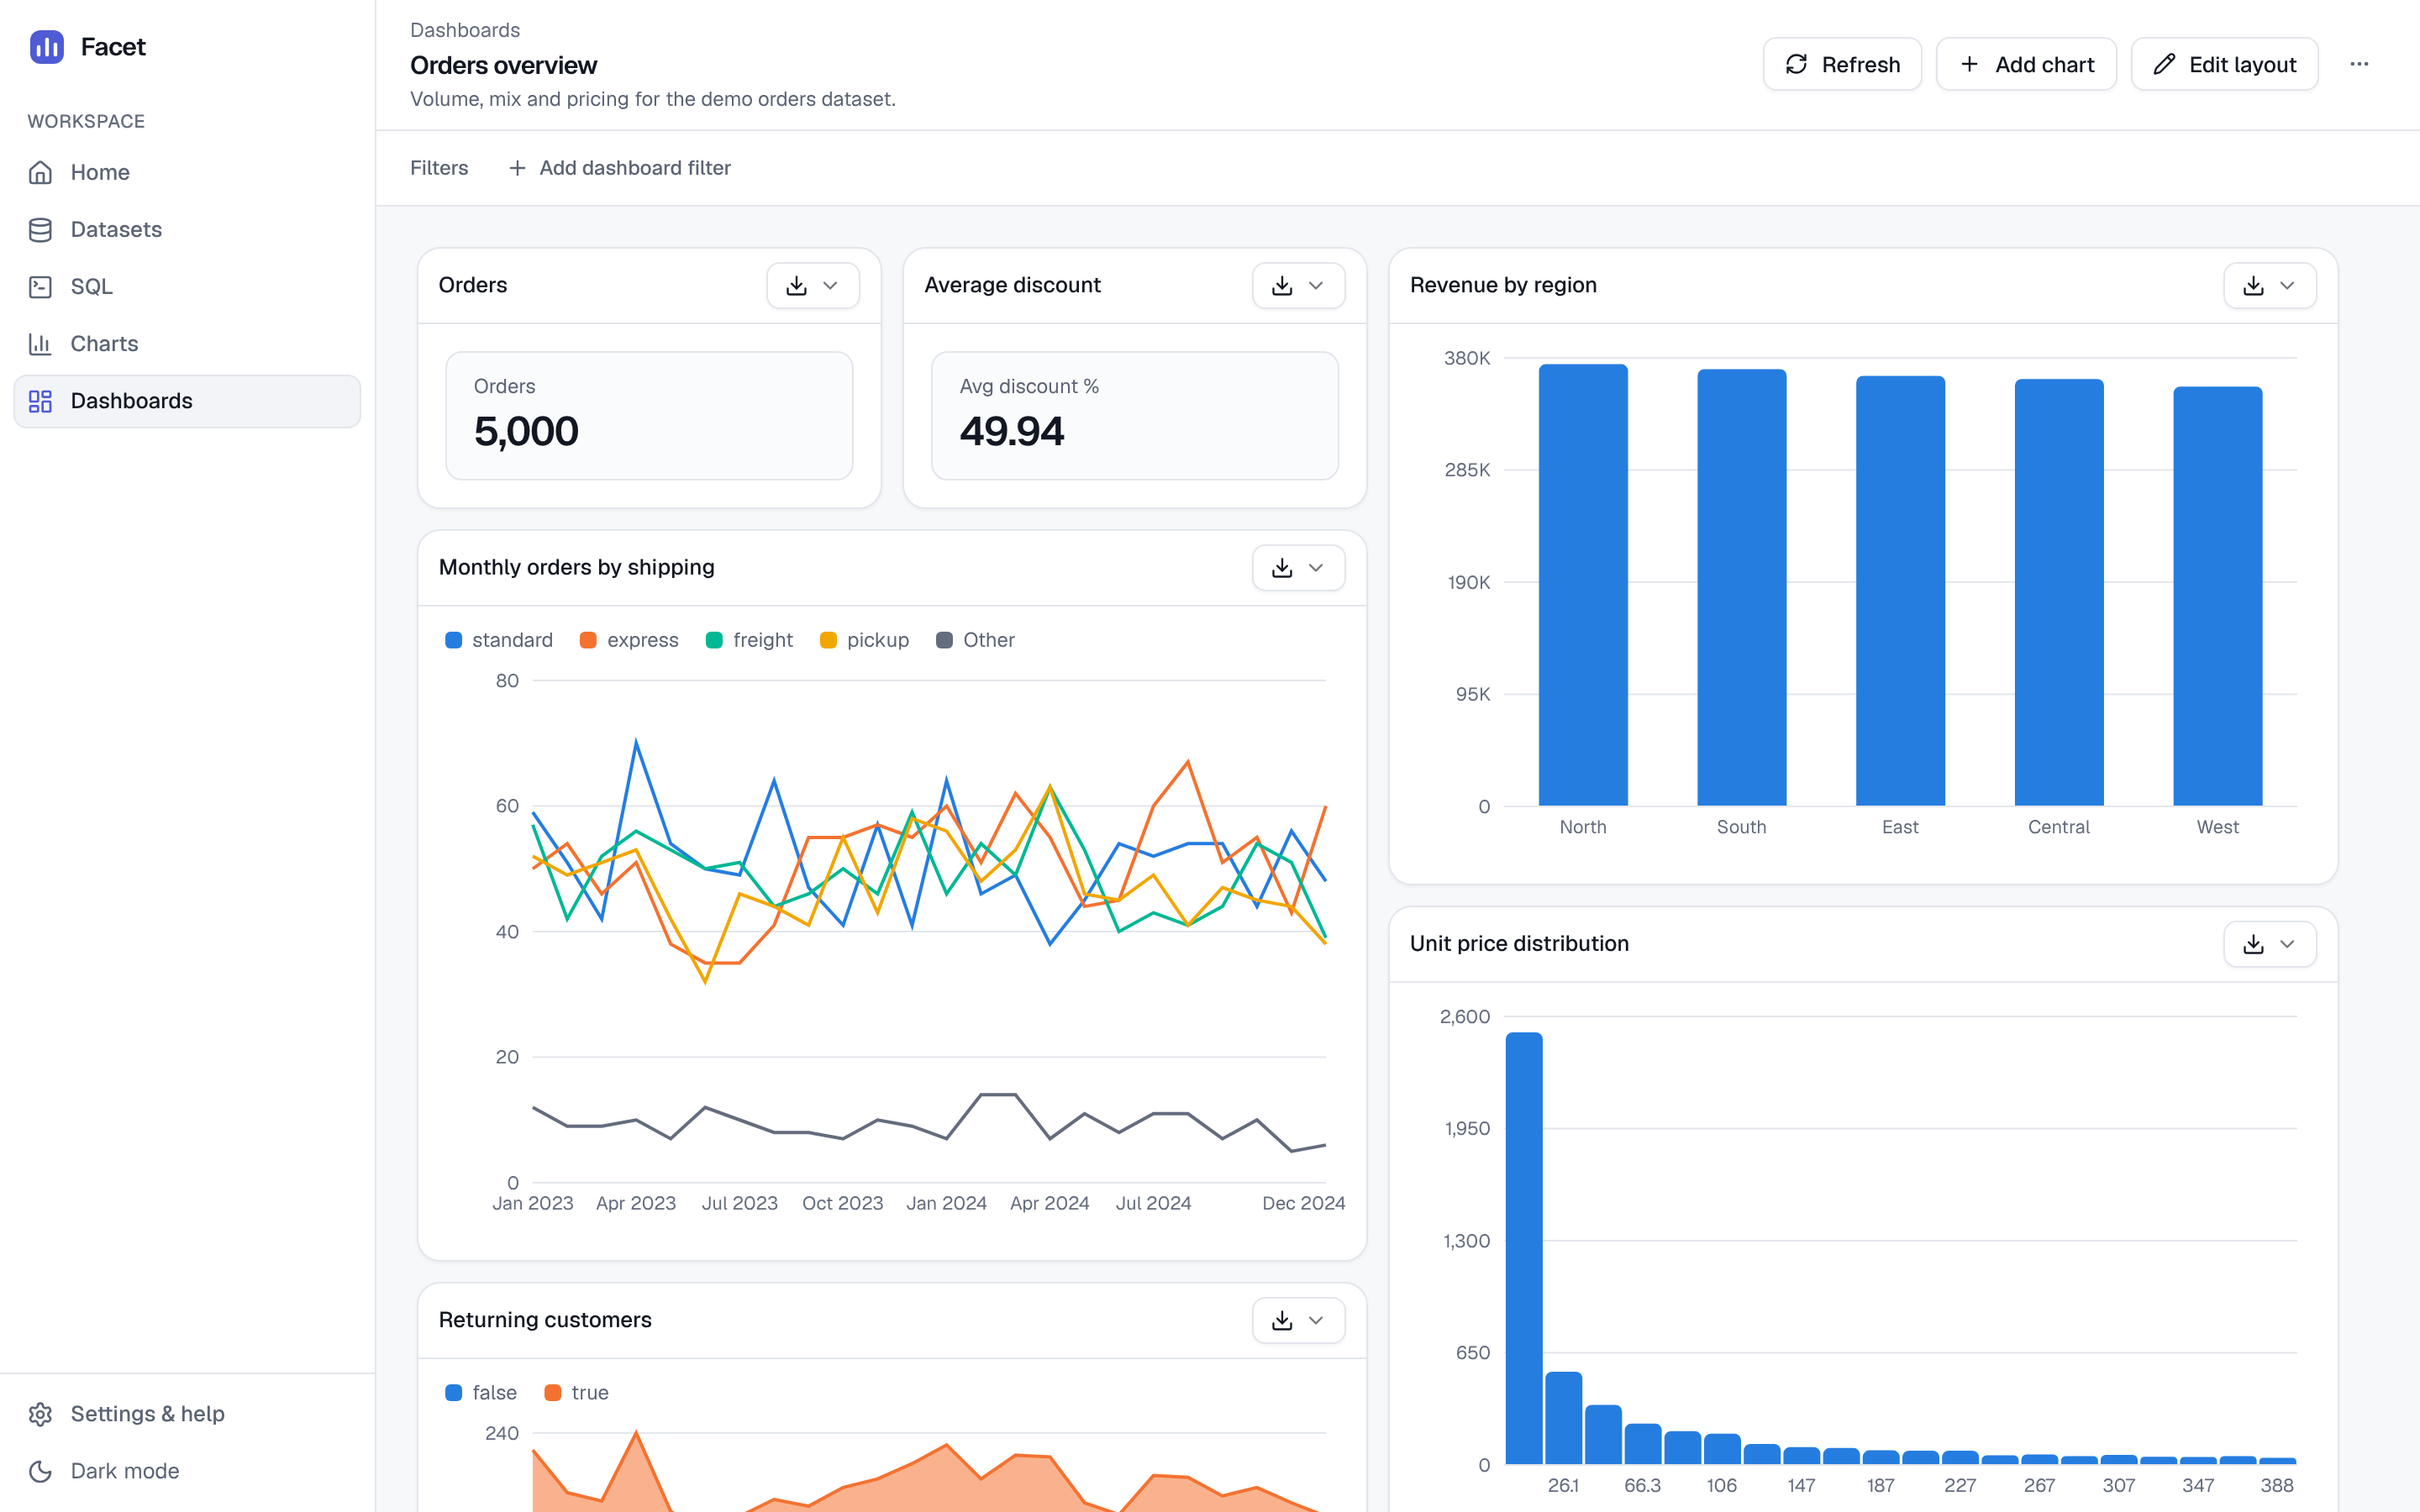 Facet
WORKSPACE
Home
Datasets
SQL
Charts
Dashboards
Settings & help
Dark mode
Dashboards
Orders overview
Volume, mix and pricing for the demo orders dataset.
Refresh
Add chart
Edit layout
Filters
Add dashboard filter
Orders
Orders
5,000
Average discount
Avg discount %
49.94
Monthly orders by shipping
standard express freight pickup Other
80
60
40
20
0
Jan 2023 Apr 2023 Jul 2023 Oct 2023 Jan 2024 Apr 2024 Jul 2024 Dec 2024
Returning customers
false true
240
Revenue by region
380K
285K
190K
95K
0
North South East Central West
Unit price distribution
2,600
1,950
1,300
650
0
26.1 66.3 106 147 187 227 267 307 347 388